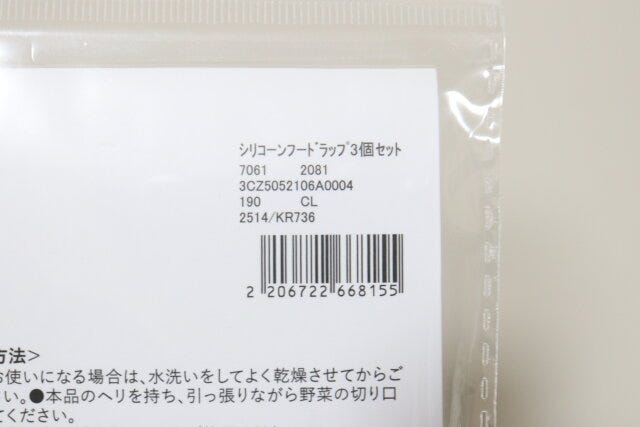 シリコーンフードラップ3個セット
7061 2081
3CZ5052106A0004
190 CL
2514/KR736
2 206722 668155
方法>
お使いになる場合は、水洗いをしてよく乾燥させてからご
い。●本品のヘリを持ち、引っ張りながら野菜の切り口
てください。